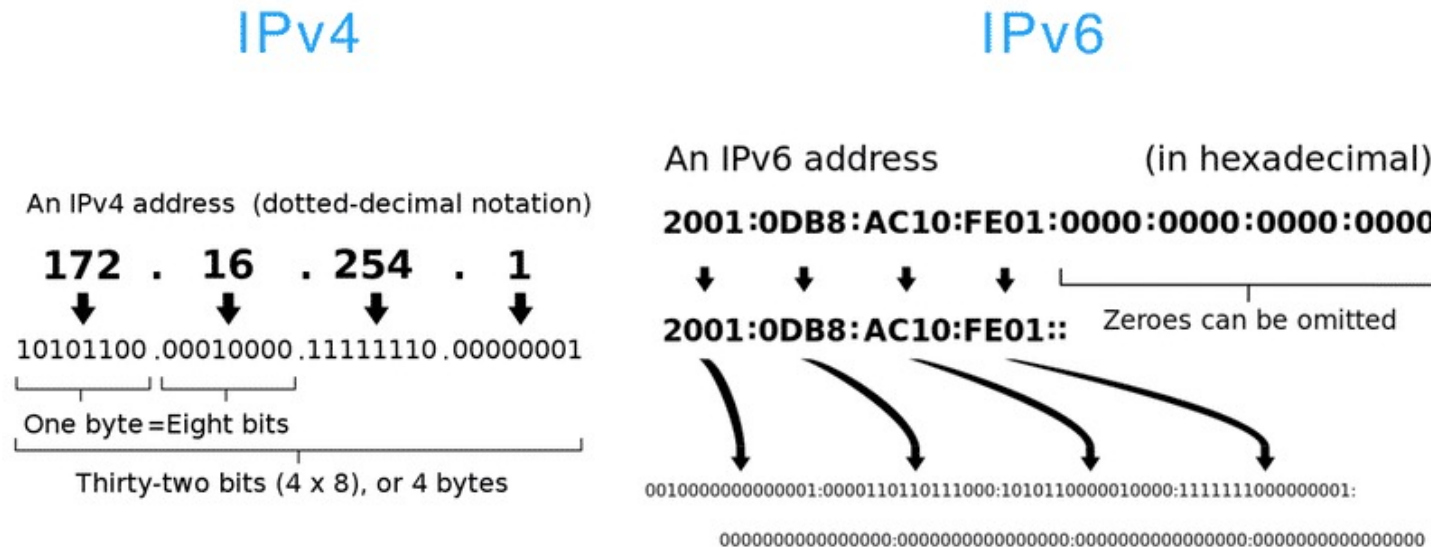 IPv4
An IPv4 address (dotted-decimal notation)
172 . 16 . 254 . 1
10101100 .00010000 .11111110 .00000001
One byte =Eight bits
Thirty-two bits (4 x 8), or 4 bytes
IPv6
An IPv6 address (in hexadecimal)
2001:0DB8:AC10:FE01:0000:0000:0000:0000
2001:0DB8:AC10:FE01::
Zeroes can be omitted
0010000000000001:0000110110111000:1010110000010000:1111111000000001:
0000000000000000:0000000000000000:0000000000000000:0000000000000000